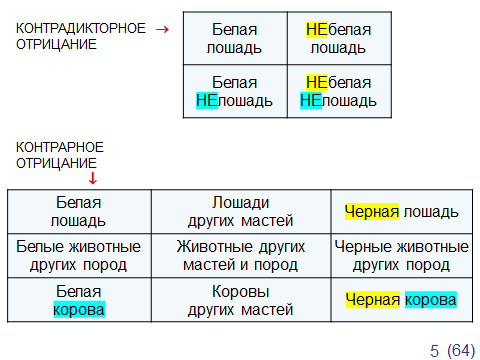 КОНТРАДИКТОРНОЕ →
ОТРИЦАНИЕ
Белая
лошадь
НЕбелая
лошадь
Белая
НЕлошадь
НЕбелая
НЕлошадь
КОНТРАРНОЕ
ОТРИЦАНИЕ
↓
Белая
лошадь
Лошади
других мастей
Черная лошадь
Белые животные
других пород
Животные других
мастей и пород
Черные животные
других пород
Белая
корова
Коровы
других мастей
Черная корова
5 (64)